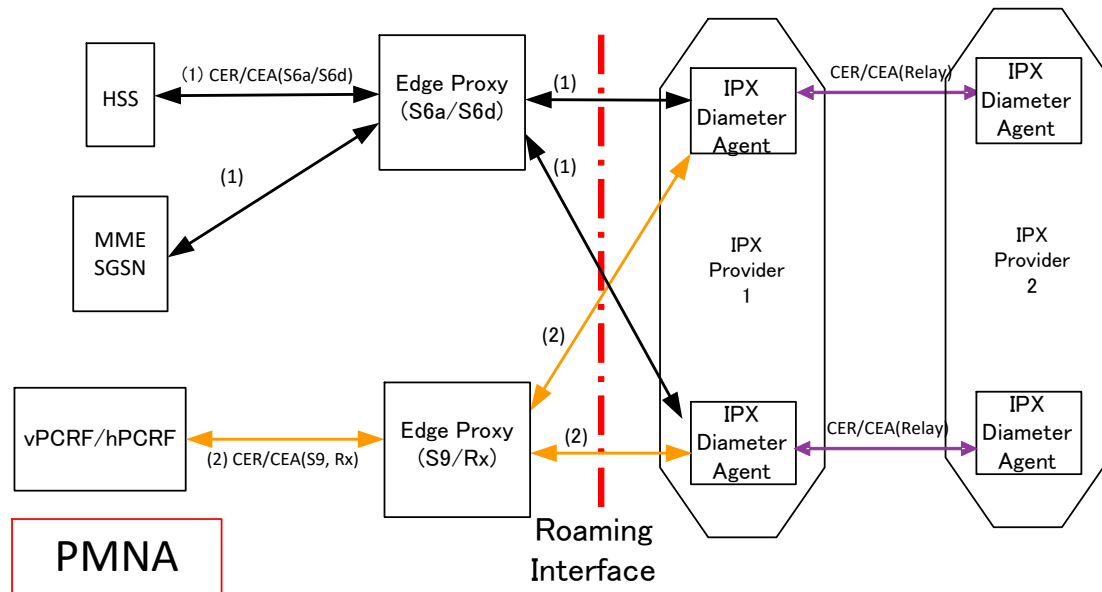 HSS
(1) CER/CEA(S6a/S6d)
Edge Proxy
(S6a/S6d)
(1)
IPX
Diameter
Agent
CER/CEA(Relay)
IPX
Diameter
Agent
(1)
(1)
MME
SGSN
IPX
Provider
1
IPX
Provider
2
(2)
vPCRF/hPCRF
(2) CER/CEA(S9, Rx)
Edge Proxy
(S9/Rx)
(2)
IPX
Diameter
Agent
CER/CEA(Relay)
IPX
Diameter
Agent
PMNA
Roaming
Interface